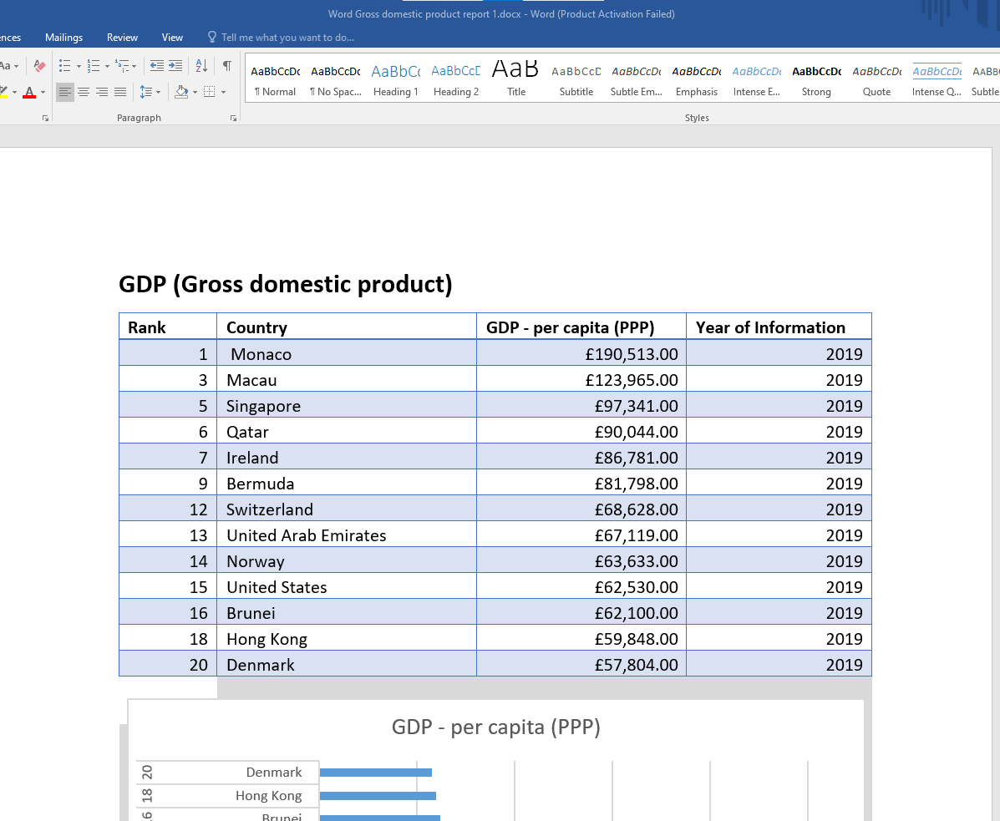 Word Gross domestic product report 1.docx - Word (Product Activation Failed)
ences Mailings Review View Tell me what you want to do...
Aa
A Z
A
AaBbCcDc AaBbCcDc AaBbCc AaBbCcD AaB AaBbCcD AaBbCcDc AaBbCcDc AaBbCcDc AaBbCcDc AaBbCcDc AaBbCcDc AABB
¶ Normal ¶ No Spac... Heading 1 Heading 2 Title Subtitle Subtle Em... Emphasis Intense E... Strong Quote Intense Q... Subtle
Paragraph Styles
GDP (Gross domestic product)
Rank Country GDP - per capita (PPP) Year of Information
1 Monaco £190,513.00 2019
3 Macau £123,965.00 2019
5 Singapore £97,341.00 2019
6 Qatar £90,044.00 2019
7 Ireland £86,781.00 2019
9 Bermuda £81,798.00 2019
12 Switzerland £68,628.00 2019
13 United Arab Emirates £67,119.00 2019
14 Norway £63,633.00 2019
15 United States £62,530.00 2019
16 Brunei £62,100.00 2019
18 Hong Kong £59,848.00 2019
20 Denmark £57,804.00 2019
GDP - per capita (PPP)
20 Denmark
18 Hong Kong
16 Brunei